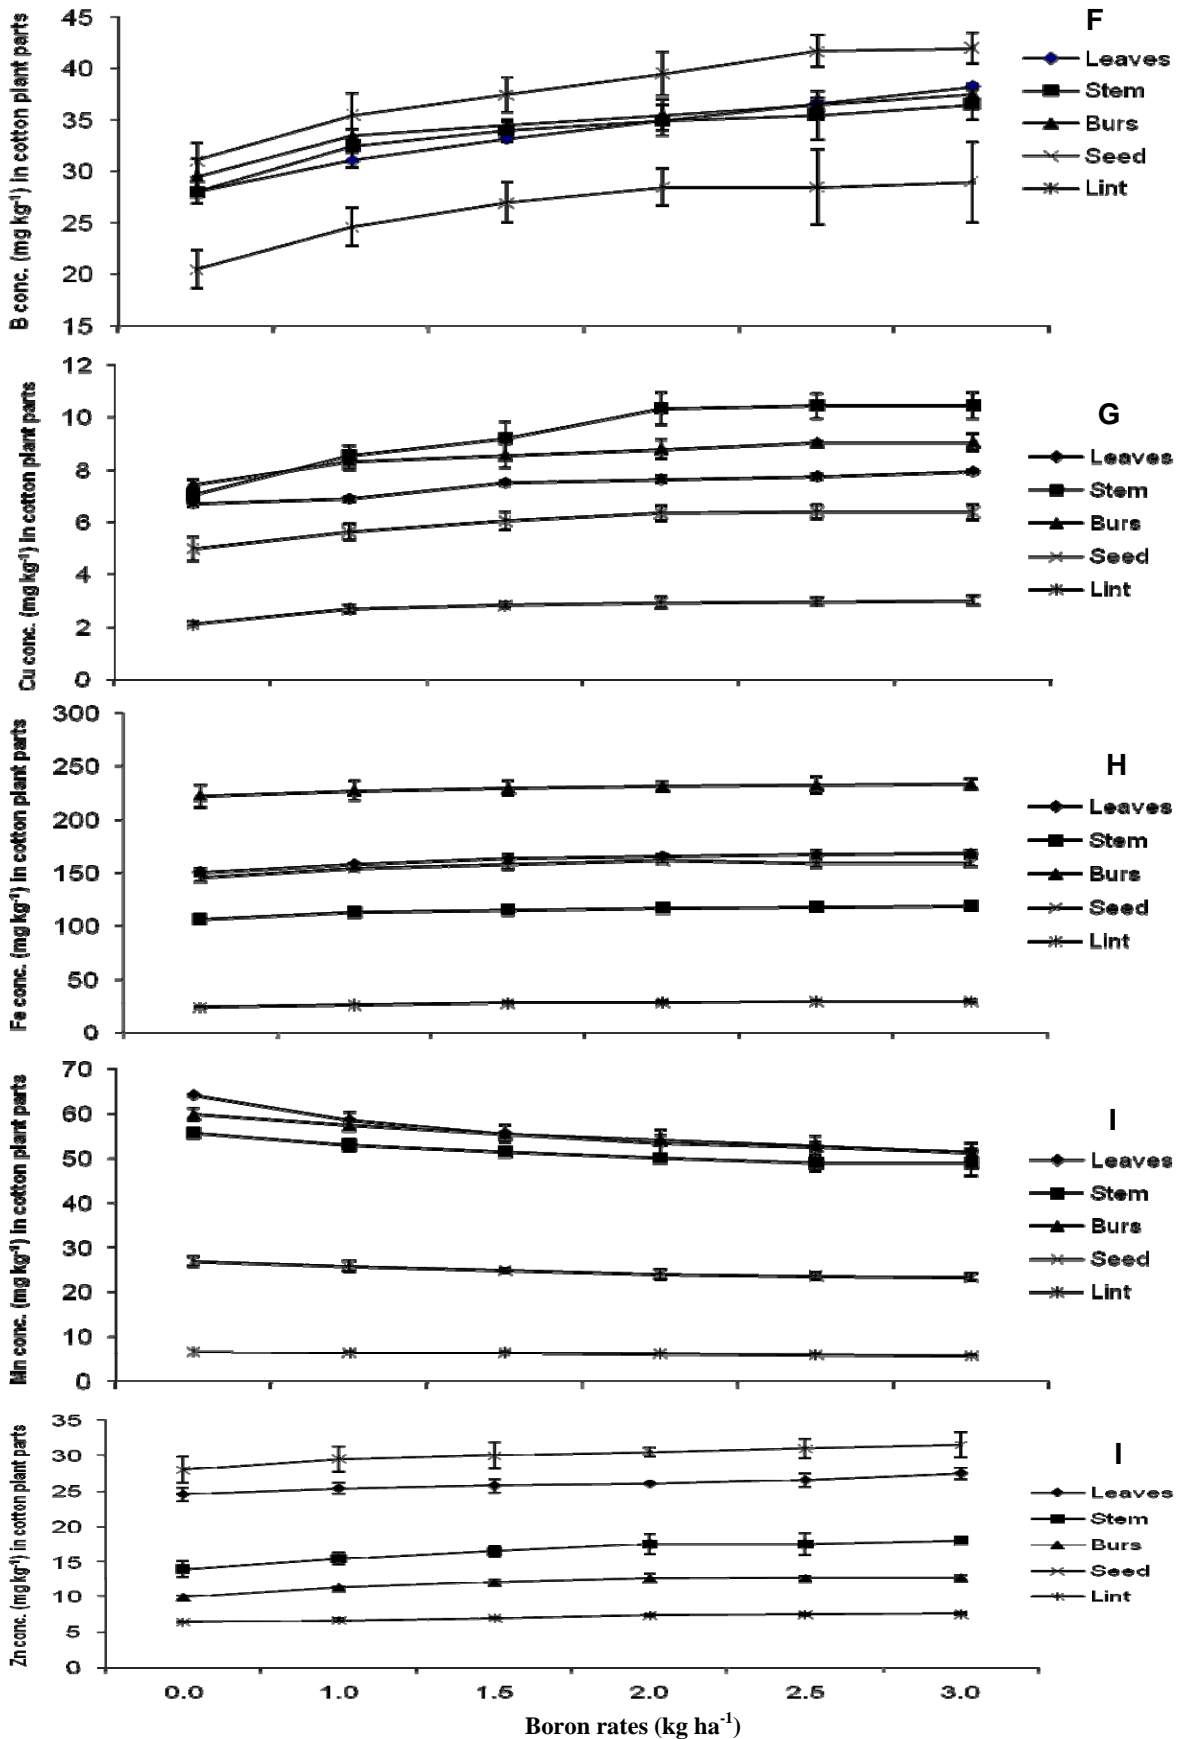 B conc. (mg kg⁻¹) in cotton plant parts
45
40
35
30
25
20
15
F
Leaves
Stem
Burs
Seed
Lint
Cu conc. (mg kg⁻¹) in cotton plant parts
12
10
8
6
4
2
0
G
Leaves
Stem
Burs
Seed
Lint
Fe conc. (mg kg⁻¹) in cotton plant parts
300
250
200
150
100
50
0
H
Leaves
Stem
Burs
Seed
Lint
Mn conc. (mg kg⁻¹) in cotton plant parts
70
60
50
40
30
20
10
0
I
Leaves
Stem
Burs
Seed
Lint
Zn conc. (mg kg⁻¹) in cotton plant parts
35
30
25
20
15
10
5
0
I
Leaves
Stem
Burs
Seed
Lint
0.0 1.0 1.5 2.0 2.5 3.0
Boron rates (kg ha⁻¹)